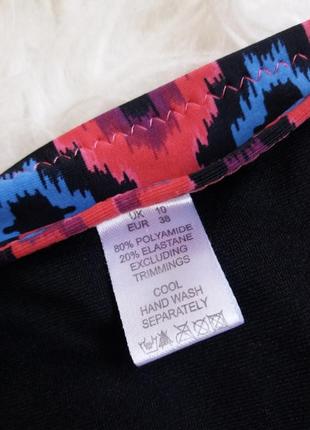 UK 10
EUR 38
80% POLYAMIDE
20% ELASTANE
EXCLUDING
TRIMMINGS
COOL
HAND WASH
SEPARATELY